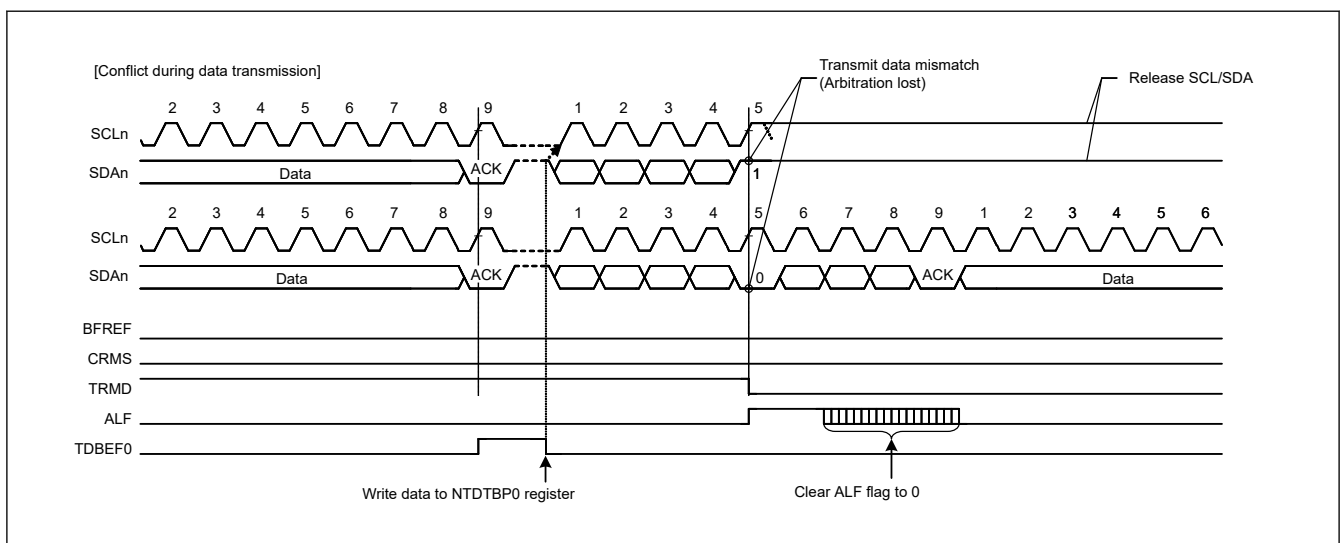 [Conflict during data transmission]
Transmit data mismatch
(Arbitration lost)
Release SCL/SDA
2 3 4 5 6 7 8 9 1 2 3 4 5
SCLn
SDAn Data ACK 1
2 3 4 5 6 7 8 9 1 2 3 4 5 6 7 8 9 1 2 3 4 5 6
SCLn
SDAn Data ACK 0 ACK Data
BFREF
CRMS
TRMD
ALF
TDBEF0
Write data to NTDTBP0 register
Clear ALF flag to 0